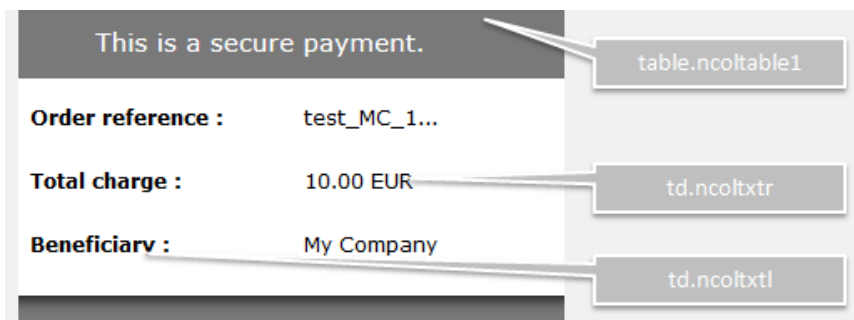 This is a secure payment.
table.ncoltable1
Order reference : test_MC_1...
Total charge : 10.00 EUR
td.ncoltxtr
Beneficiary : My Company
td.ncoltxtl